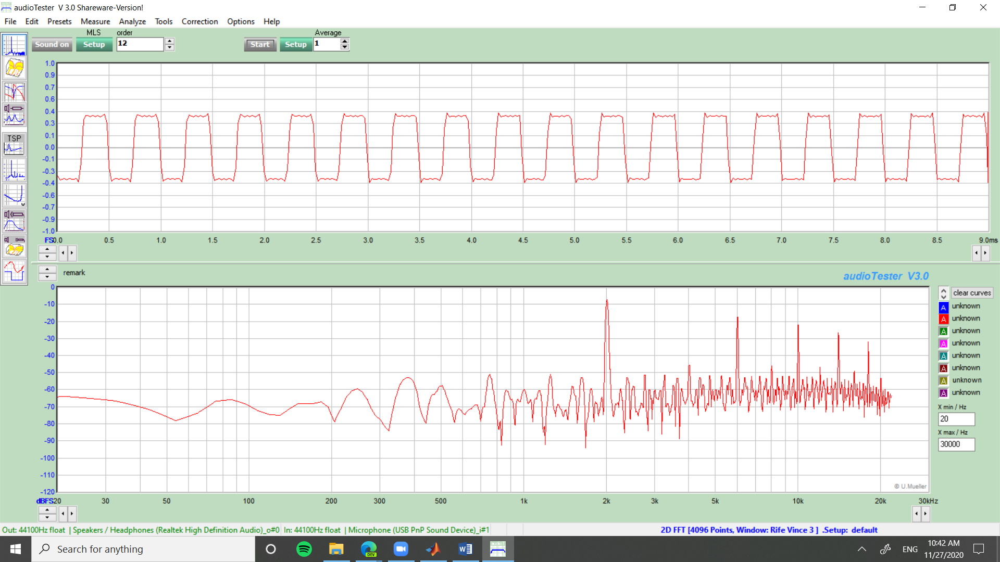 audioTester V 3.0 Shareware-Version!
File Edit Presets Measure Analyze Tools Correction Options Help
MLS order Average
Sound on Setup 12 Start Setup 1
TSP
1.0
0.9
0.7
0.6
0.4
0.3
0.1
0.0
-0.1
-0.3
-0.4
-0.6
-0.7
-0.9
-1.0
FS 0.0 0.5 1.0 1.5 2.0 2.5 3.0 3.5 4.0 4.5 5.0 5.5 6.0 6.5 7.0 7.5 8.0 8.5 9.0ms
remark
audioTester V3.0
0
-10
-20
-30
-40
-50
-60
-70
-80
-90
-100
-110
-120
© U.Mueller
dBFS 20 30 50 100 200 300 500 1k 2k 3k 5k 10k 20k 30kHz
clear curves
A unknown
A unknown
A unknown
A unknown
A unknown
A unknown
A unknown
A unknown
X min / Hz
20
X max / Hz
30000
Out: 44100Hz float | Speakers / Headphones (Realtek High Definition Audio)_o#0 In: 44100Hz float | Microphone (USB PnP Sound Device)_i#1 2D FFT [4096 Points, Window: Rife Vince 3 ] .Setup: default
Search for anything
DEV
ENG
10:42 AM
11/27/2020